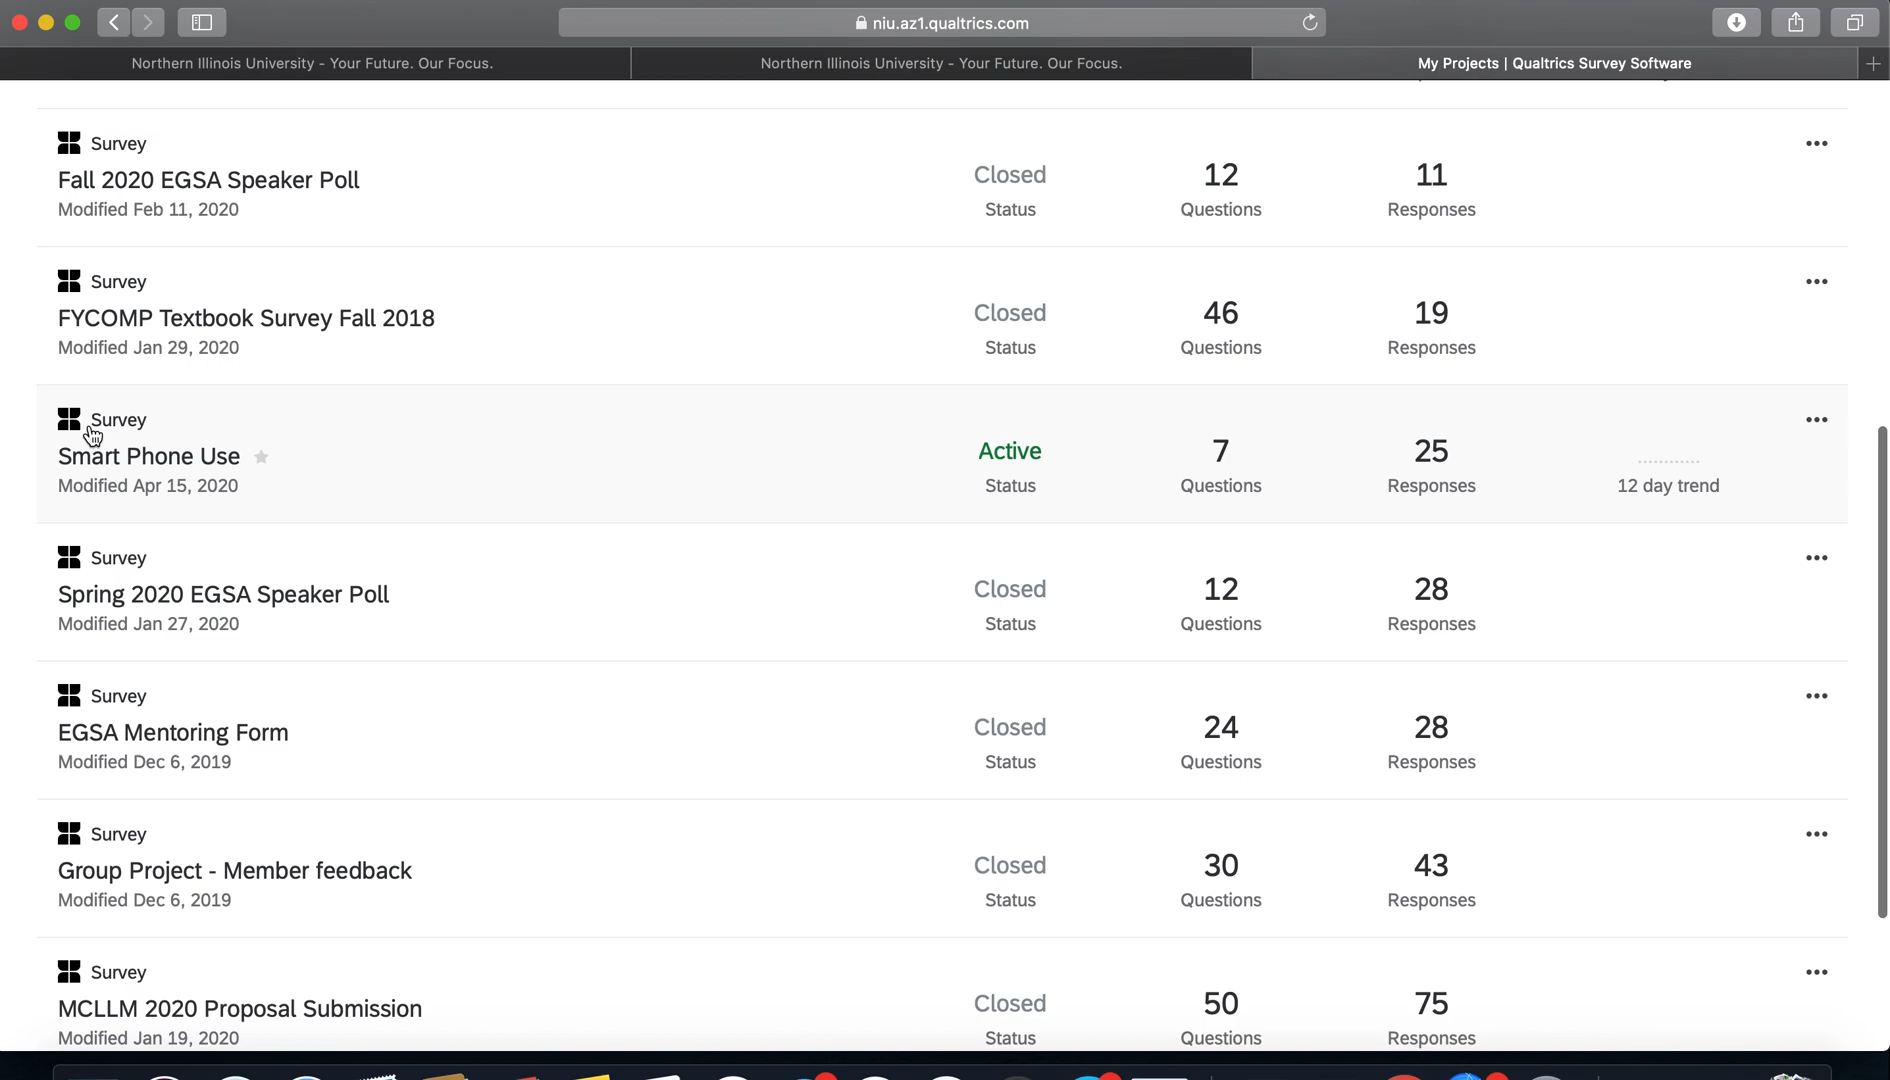 niu.az1.qualtrics.com
Northern Illinois University - Your Future. Our Focus.
Northern Illinois University - Your Future. Our Focus.
My Projects | Qualtrics Survey Software
Survey
Fall 2020 EGSA Speaker Poll
Modified Feb 11, 2020
Closed
Status
12
Questions
11
Responses
Survey
FYCOMP Textbook Survey Fall 2018
Modified Jan 29, 2020
Closed
Status
46
Questions
19
Responses
Survey
Smart Phone Use
Modified Apr 15, 2020
Active
Status
7
Questions
25
Responses
12 day trend
Survey
Spring 2020 EGSA Speaker Poll
Modified Jan 27, 2020
Closed
Status
12
Questions
28
Responses
Survey
EGSA Mentoring Form
Modified Dec 6, 2019
Closed
Status
24
Questions
28
Responses
Survey
Group Project - Member feedback
Modified Dec 6, 2019
Closed
Status
30
Questions
43
Responses
Survey
MCLLM 2020 Proposal Submission
Modified Jan 19, 2020
Closed
Status
50
Questions
75
Responses